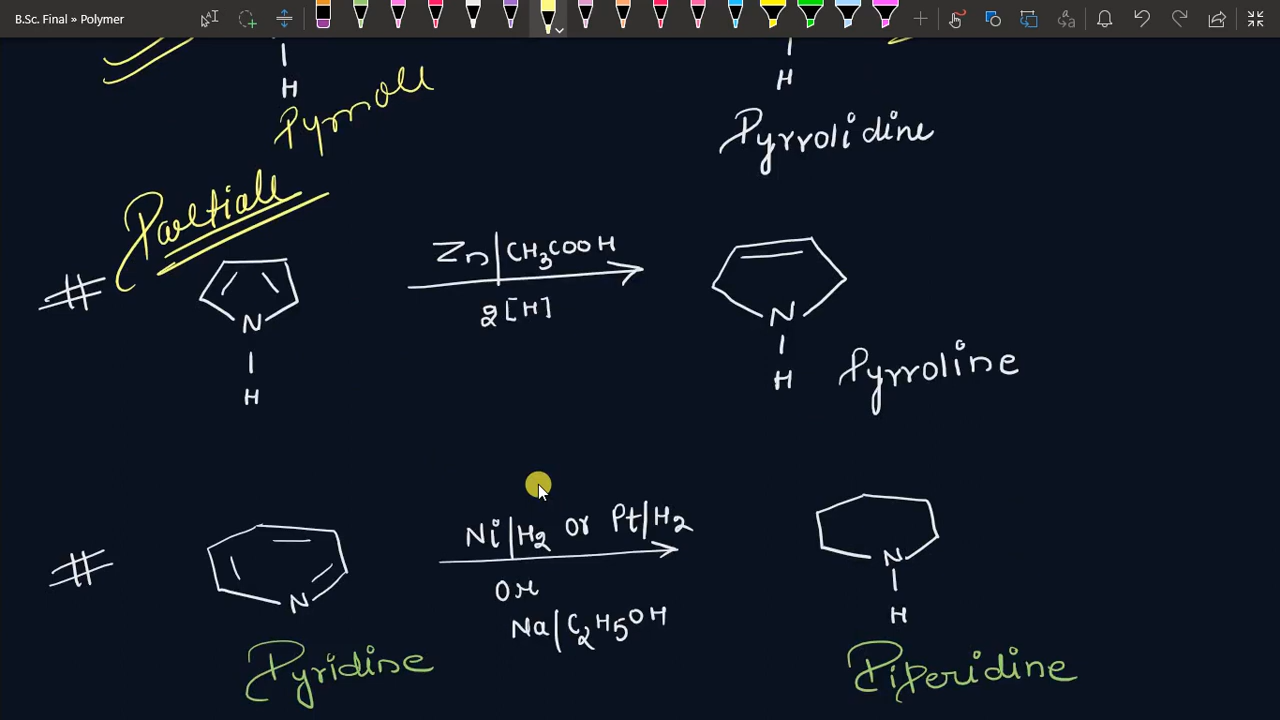 B.Sc. Final » Polymer
H
H
Pyrrole
Pyrrolidine
Partiall
Zn|CH3COOH
2[H]
N
H
N
H
Pyrroline
Ni|H2 or Pt|H2
Or
Na|C2H5OH
N
N
H
Pyridine
Piperidine